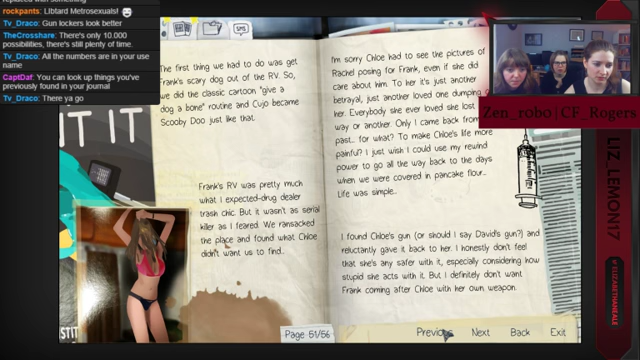 replaced with something
rockpants: Libtard Metrosexuals!
Tv_Draco: Gun lockers look better
TheCrosshare: There's only 10.000
possibilities, there's still plenty of time.
Tv_Draco: All the numbers are in your use
name
CaptDaf: You can look up things you've
previously found in your journal
Tv_Draco: There ya go
SMS
The first thing we had to do was get
Frank's scary dog out of the RV. So,
we did the classic cartoon "give a
dog a bone" routine and Cujo became
Scooby Doo just like that.
IT IT
Frank's RV was pretty much
what I expected-drug dealer
trash chic. But it wasn't as serial
killer as I feared. We ransacked
the place and found what Chloe
didn't want us to find...
I'm sorry Chloe had to see the pictures of
Rachel posing for Frank, even if she did
care about him. To her it's just another
betrayal, just another loved one dumping on
her. Everybody she ever loved she lost
way or another. Only I came back from
past... for what? To make Chloe's life more
painful? I just wish I could use my rewind
power to go all the way back to the days
when we were covered in pancake flour...
Life was simple...
I found Chloe's gun (or should I say David's gun?) and
reluctantly gave it back to her. I honestly don't feel
that she's any safer with it, especially considering how
stupid she acts with it. But I definitely don't want
Frank coming after Chloe with her own weapon.
Page 51/56
Previous
Next
Back
Exit
Zen_robo|CF_Rogers
LIZ_LEMON17